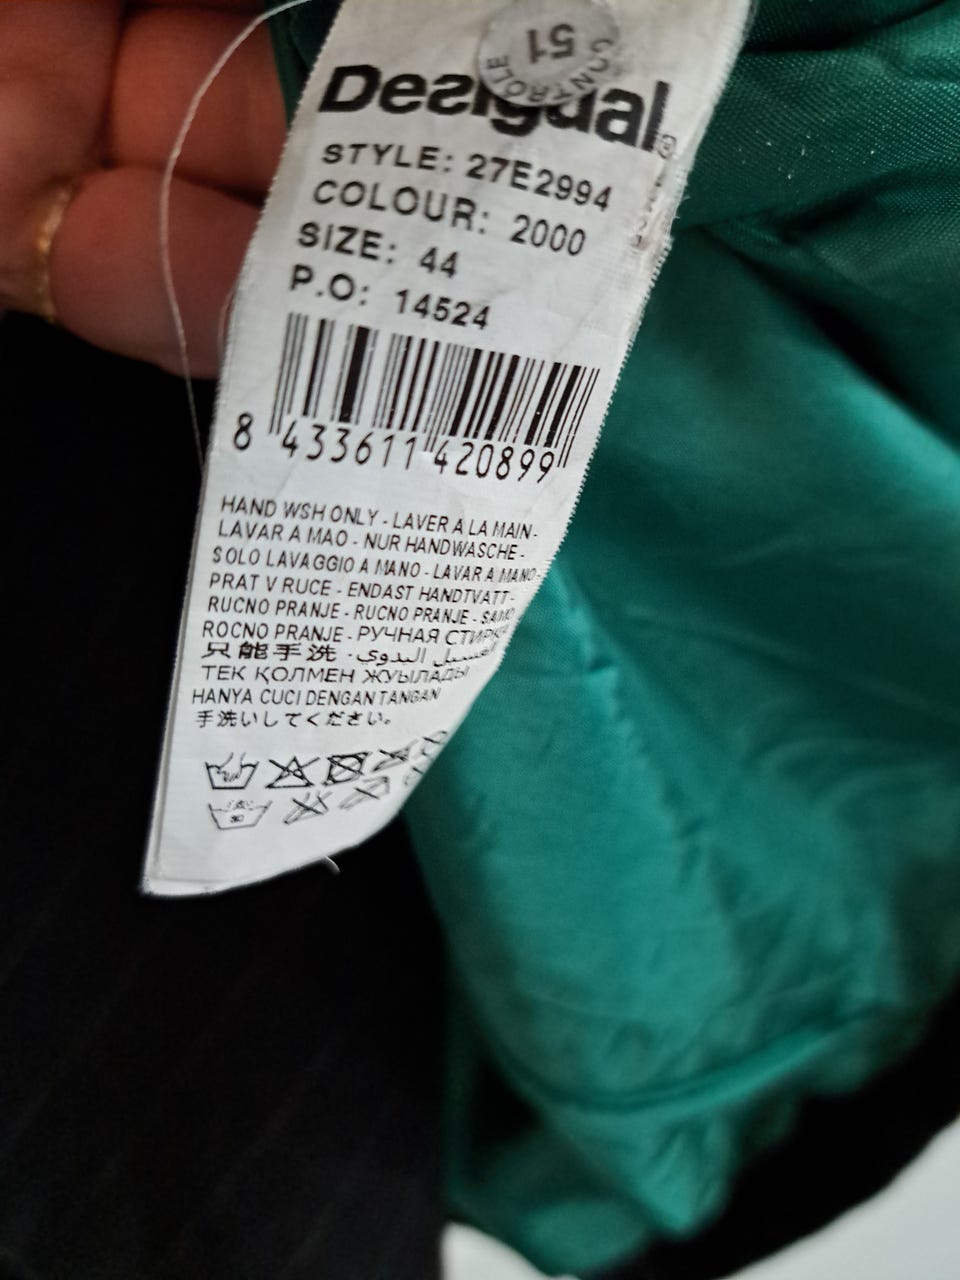 CONTRÔLE 51
Desigual.®
STYLE: 27E2994
COLOUR: 2000
SIZE: 44
P.O: 14524
8 433611 420899
HAND WSH ONLY - LAVER A LA MAIN -
LAVAR A MAO - NUR HANDWASCHE -
SOLO LAVAGGIO A MANO - LAVAR A MANO -
PRAT V RUCE - ENDAST HANDTVATT -
RUCNO PRANJE - RUCNO PRANJE - SAMO
ROCNO PRANJE - РУЧНАЯ СТИРКА
只能手洗 · الغسيل اليدوي
ТЕК ҚОЛМЕН ЖУЫЛАДЫ
HANYA CUCI DENGAN TANGAN
手洗いしてください。
30